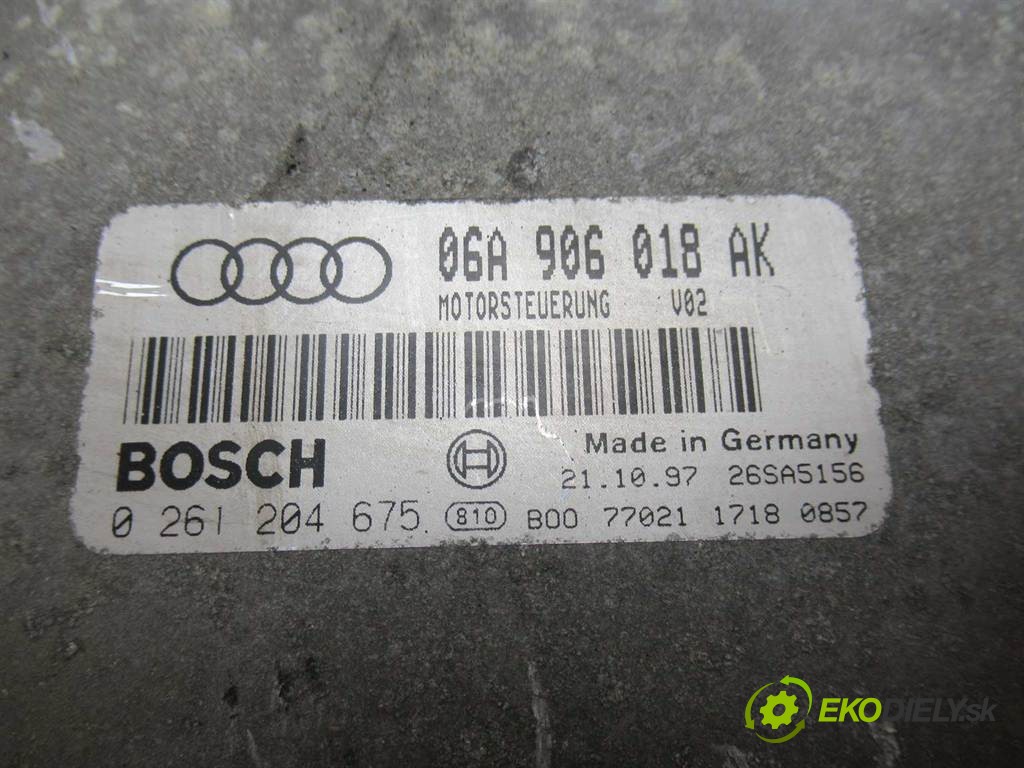 06A 906 018 AK
MOTORSTEUERUNG V02
BOSCH
Made in Germany
21.10.97 26SA5156
0 261 204 675 810 B00 77021 1718 0857
EKODIELY.sk